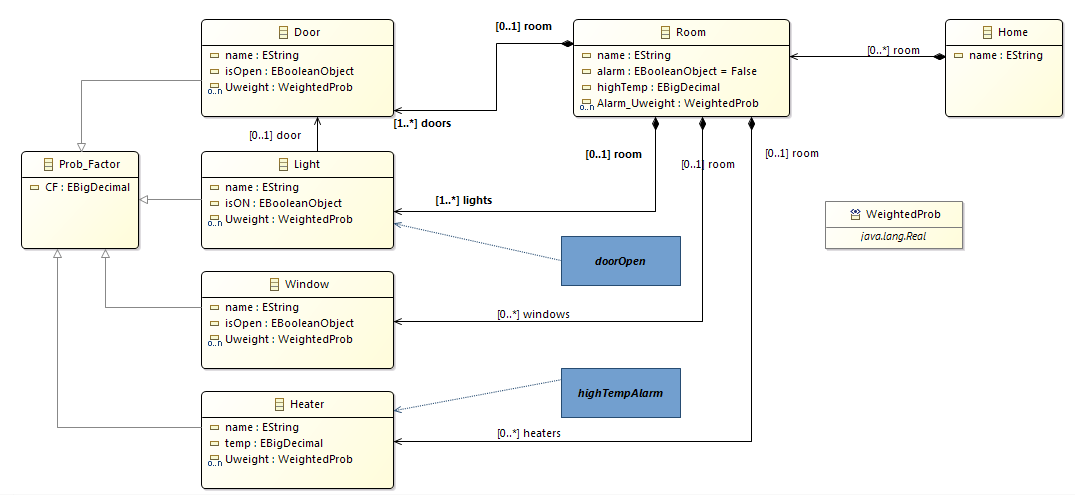 Door
name : EString
isOpen : EBooleanObject
0..n Uweight : WeightedProb
[0..1] room
Room
name : EString
alarm : EBooleanObject = False
highTemp : EBigDecimal
0..n Alarm_Uweight : WeightedProb
[0..*] room
Home
name : EString
[1..*] doors
[0..1] door
Prob_Factor
CF : EBigDecimal
Light
name : EString
isON : EBooleanObject
0..n Uweight : WeightedProb
[0..1] room
[0..1] room
[0..1] room
[1..*] lights
WeightedProb
java.lang.Real
doorOpen
Window
name : EString
isOpen : EBooleanObject
0..n Uweight : WeightedProb
[0..*] windows
highTempAlarm
Heater
name : EString
temp : EBigDecimal
0..n Uweight : WeightedProb
[0..*] heaters